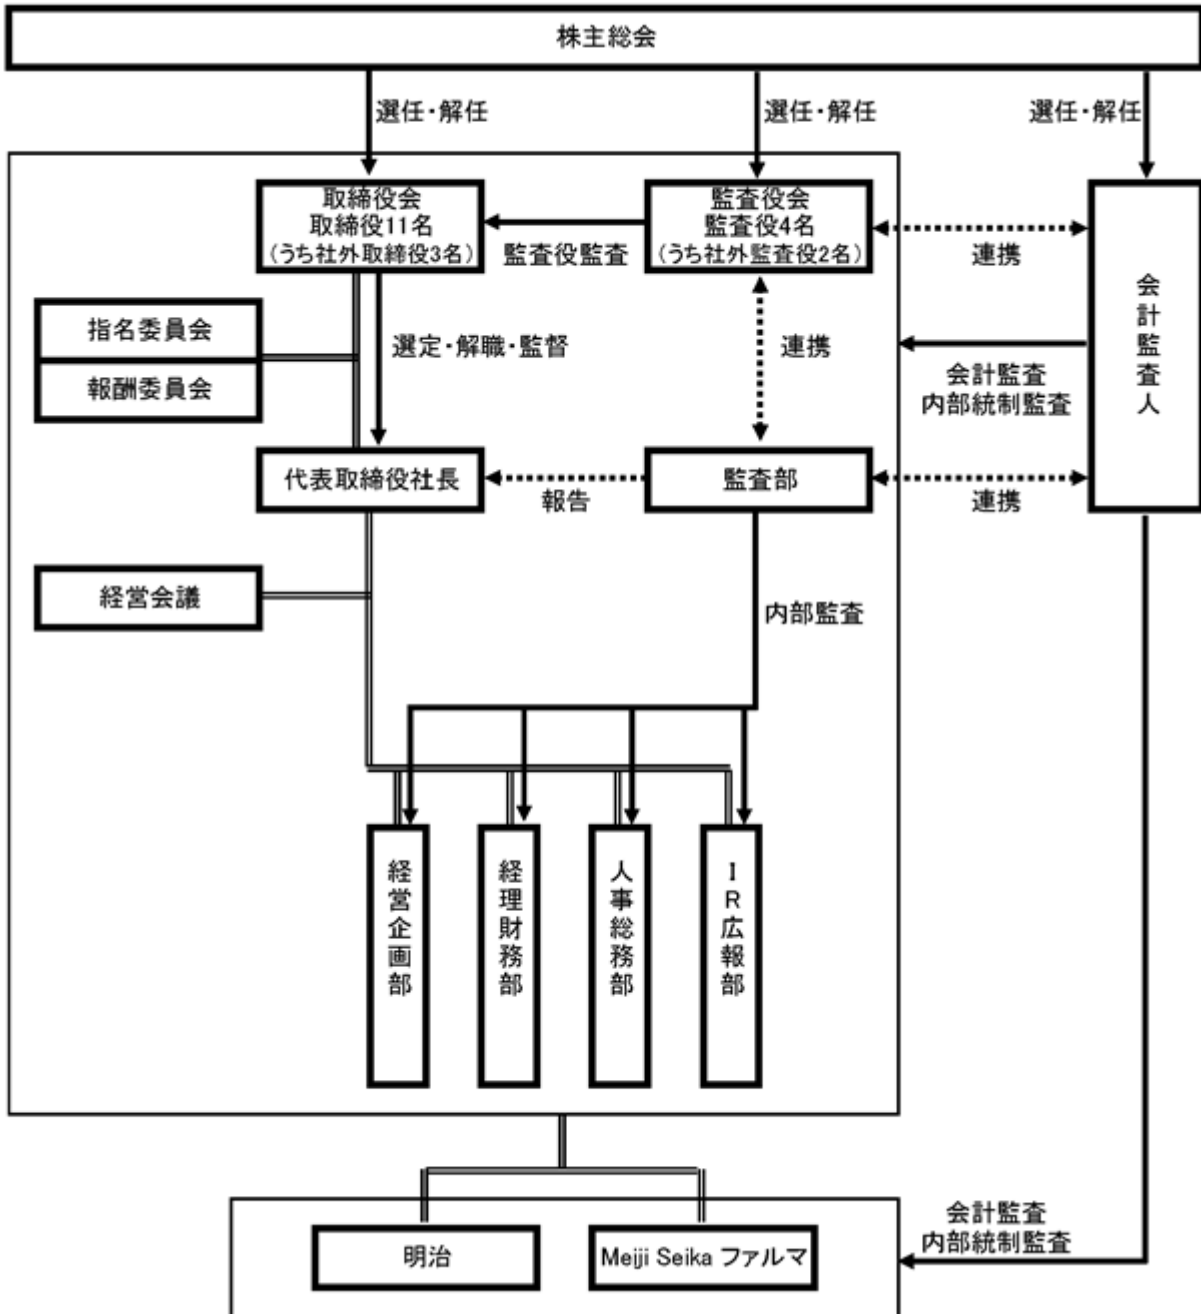 株主総会
選任・解任
選任・解任
選任・解任
取締役会
取締役11名
(うち社外取締役3名)
監査役監査
監査役会
監査役4名
(うち社外監査役2名)
連携
会計監査人
指名委員会
報酬委員会
選定・解職・監督
連携
会計監査
内部統制監査
代表取締役社長
報告
監査部
連携
経営会議
内部監査
経営企画部
経理財務部
人事総務部
IR広報部
会計監査
内部統制監査
明治
Meiji Seika ファルマ